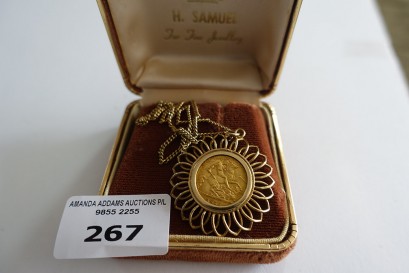 H. SAMUEL
For Fine Jewellery
AMANDA ADDAMS AUCTIONS P/L
9855 2255
267